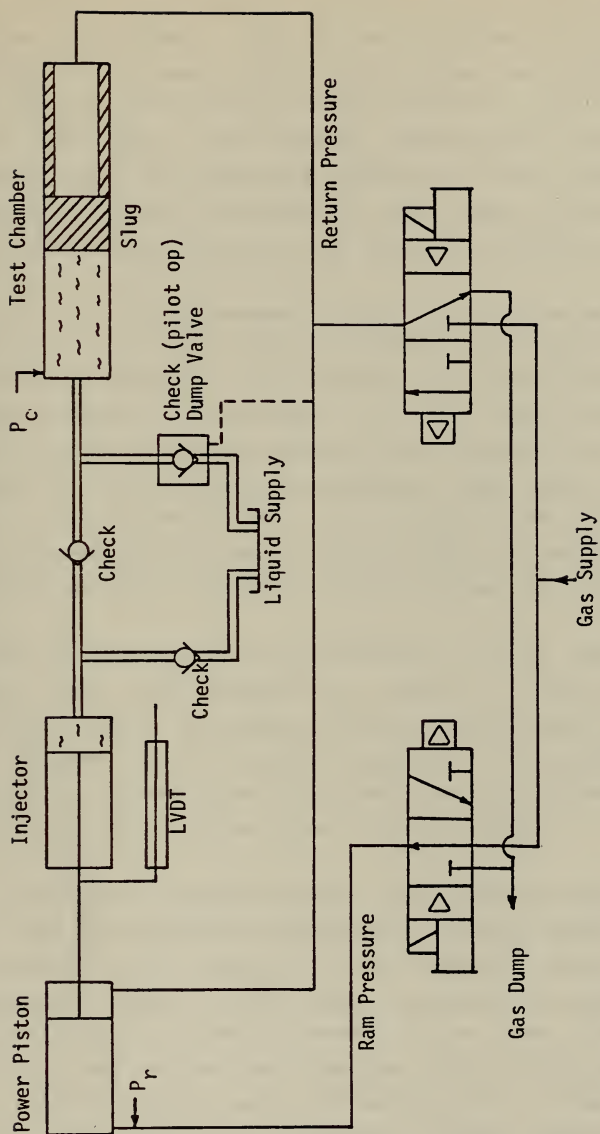 Test Chamber
Slug
P_c
Check (pilot op)
Dump Valve
Check
Liquid Supply
Check
Injector
LVDT
Power Piston
P_r
Return Pressure
Ram Pressure
Gas Supply
Gas Dump